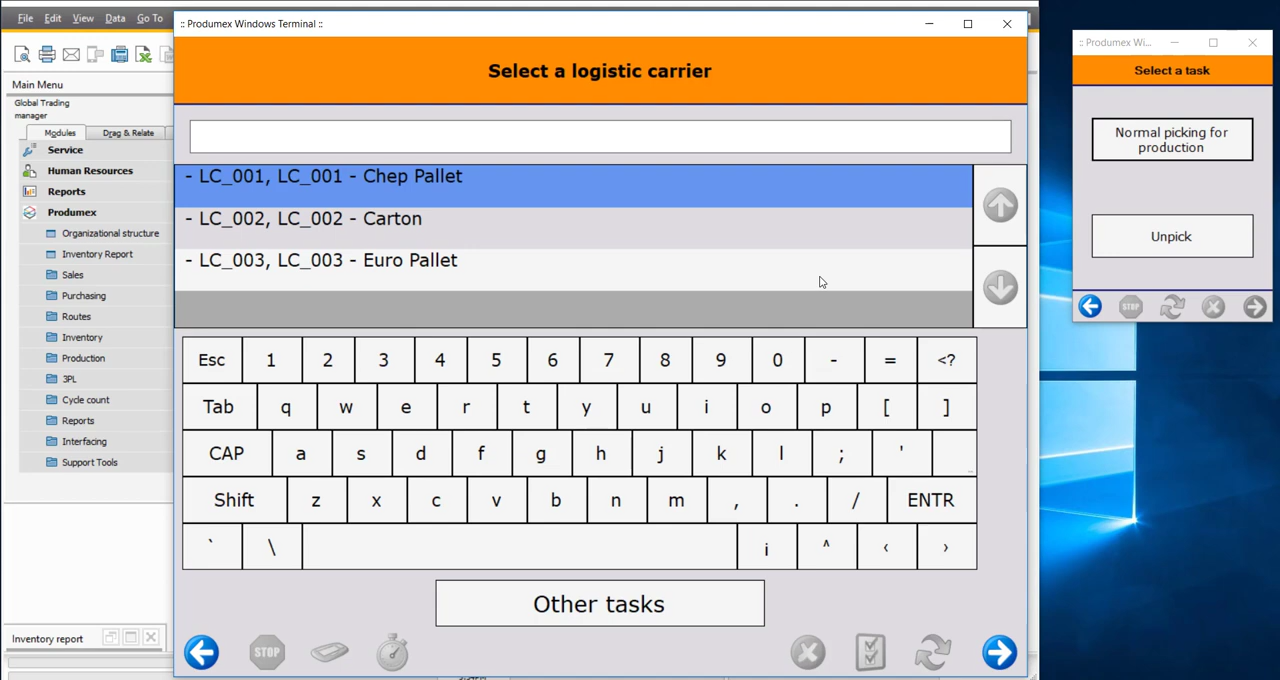 File Edit View Data Go To
:: Produmex Windows Terminal ::
Select a logistic carrier
- LC_001, LC_001 - Chep Pallet
- LC_002, LC_002 - Carton
- LC_003, LC_003 - Euro Pallet
Esc 1 2 3 4 5 6 7 8 9 0 - = <?
Tab q w e r t y u i o p [ ]
CAP a s d f g h j k l ; ' _
Shift z x c v b n m , . / ENTR
` \ i ^ ‹ ›
Other tasks
STOP
Main Menu
Global Trading
manager
Modules Drag & Relate
Service
Human Resources
Reports
Produmex
Organizational structure
Inventory Report
Sales
Purchasing
Routes
Inventory
Production
3PL
Cycle count
Reports
Interfacing
Support Tools
Inventory report
:: Produmex Wi...
Select a task
Normal picking for
production
Unpick
STOP